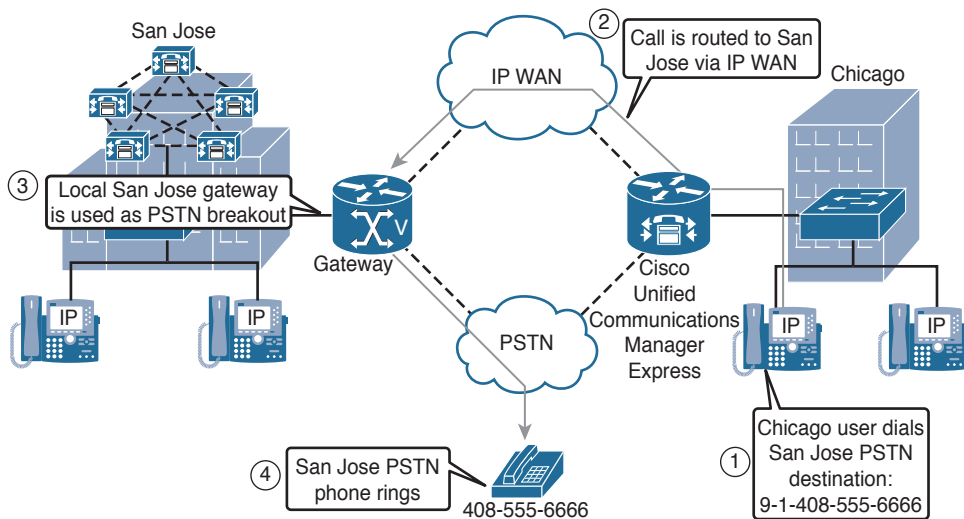 San Jose
2
Call is routed to San
Jose via IP WAN
IP WAN
Chicago
3
Local San Jose gateway
is used as PSTN breakout
V
Gateway
Cisco
Unified
Communications
Manager
Express
IP
IP
IP
IP
PSTN
4
San Jose PSTN
phone rings
408-555-6666
1
Chicago user dials
San Jose PSTN
destination:
9-1-408-555-6666